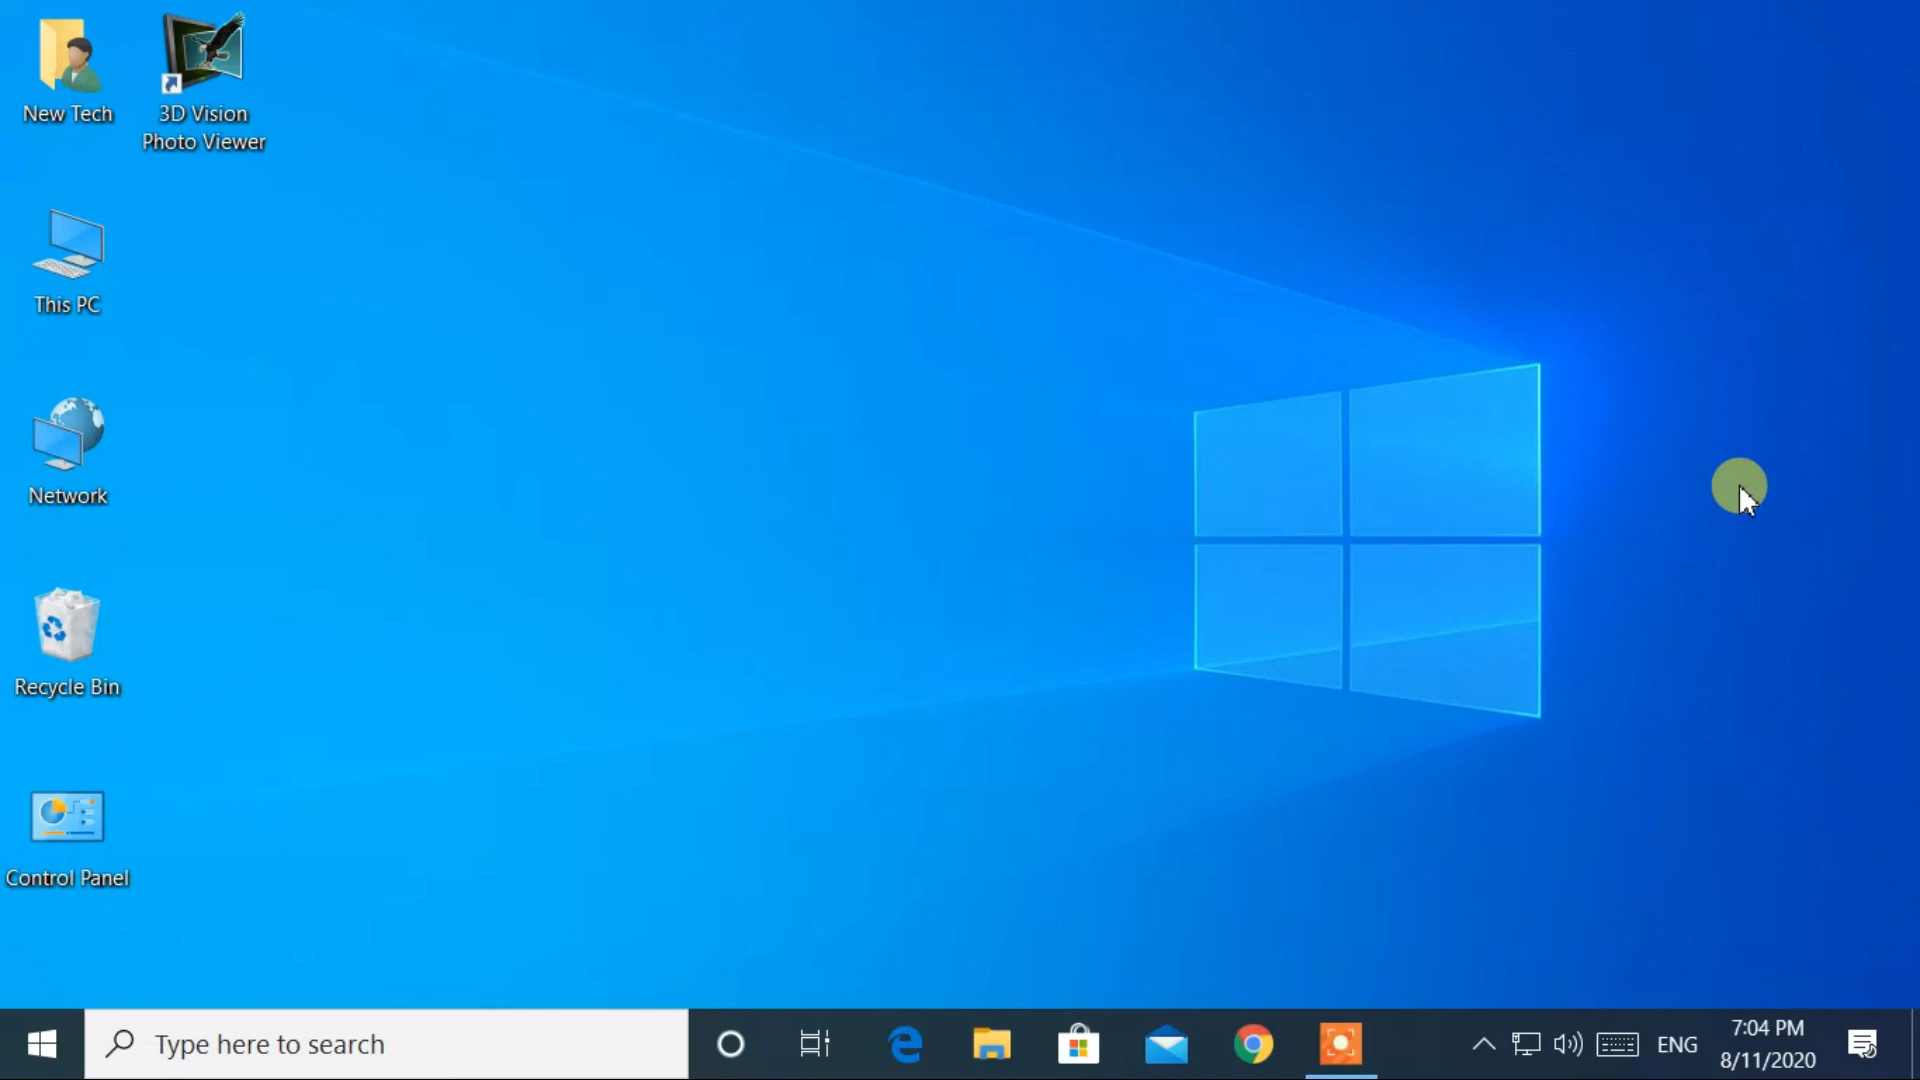 New Tech
3D Vision
Photo Viewer
This PC
Network
Recycle Bin
Control Panel
Type here to search
ENG
7:04 PM
8/11/2020